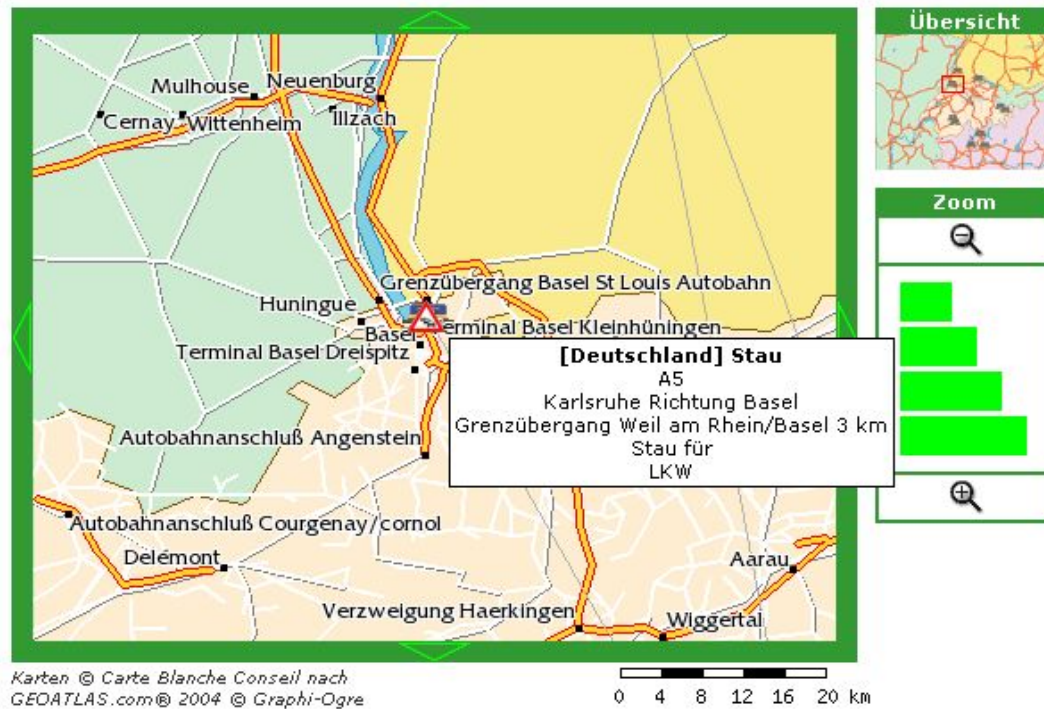 Übersicht
Mulhouse
Neuenburg
Cernay
Wittenheim
Illzach
Zoom
Grenzübergang Basel St Louis Autobahn
Huningue
Basel
Terminal Basel Kleinhüningen
Terminal Basel Dreispitz
[Deutschland] Stau
A5
Karlsruhe Richtung Basel
Grenzübergang Weil am Rhein/Basel 3 km
Stau für
LKW
Autobahnanschluß Angenstein
Autobahnanschluß Courgenay/cornol
Delémont
Aarau
Verzweigung Haerkingen
Wiggertal
Karten © Carte Blanche Conseil nach
GEOATLAS.com® 2004 © Graphi-Ogre
0 4 8 12 16 20 km